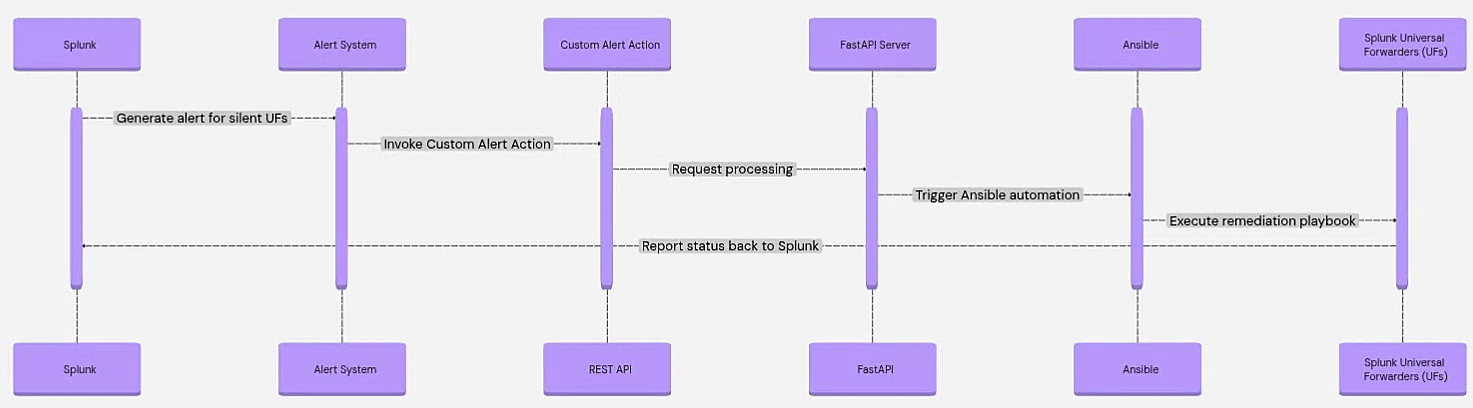 Splunk
Alert System
Custom Alert Action
FastAPI Server
Ansible
Splunk Universal
Forwarders (UFs)
Generate alert for silent UFs
Invoke Custom Alert Action
Request processing
Trigger Ansible automation
Execute remediation playbook
Report status back to Splunk
Splunk
Alert System
REST API
FastAPI
Ansible
Splunk Universal
Forwarders (UFs)